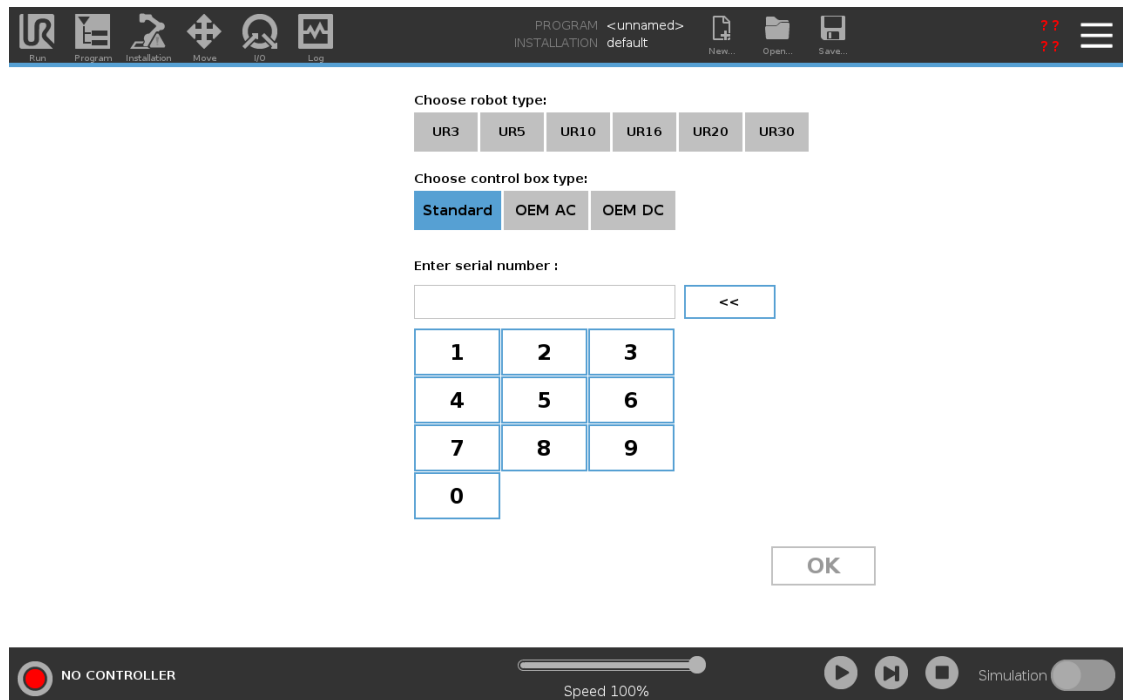 PROGRAM <unnamed>
INSTALLATION default
? ?
? ?
Run Program Installation Move I/O Log New... Open... Save...
Choose robot type:
UR3 UR5 UR10 UR16 UR20 UR30
Choose control box type:
Standard OEM AC OEM DC
Enter serial number :
<<
1 2 3
4 5 6
7 8 9
0
OK
NO CONTROLLER
Speed 100%
Simulation